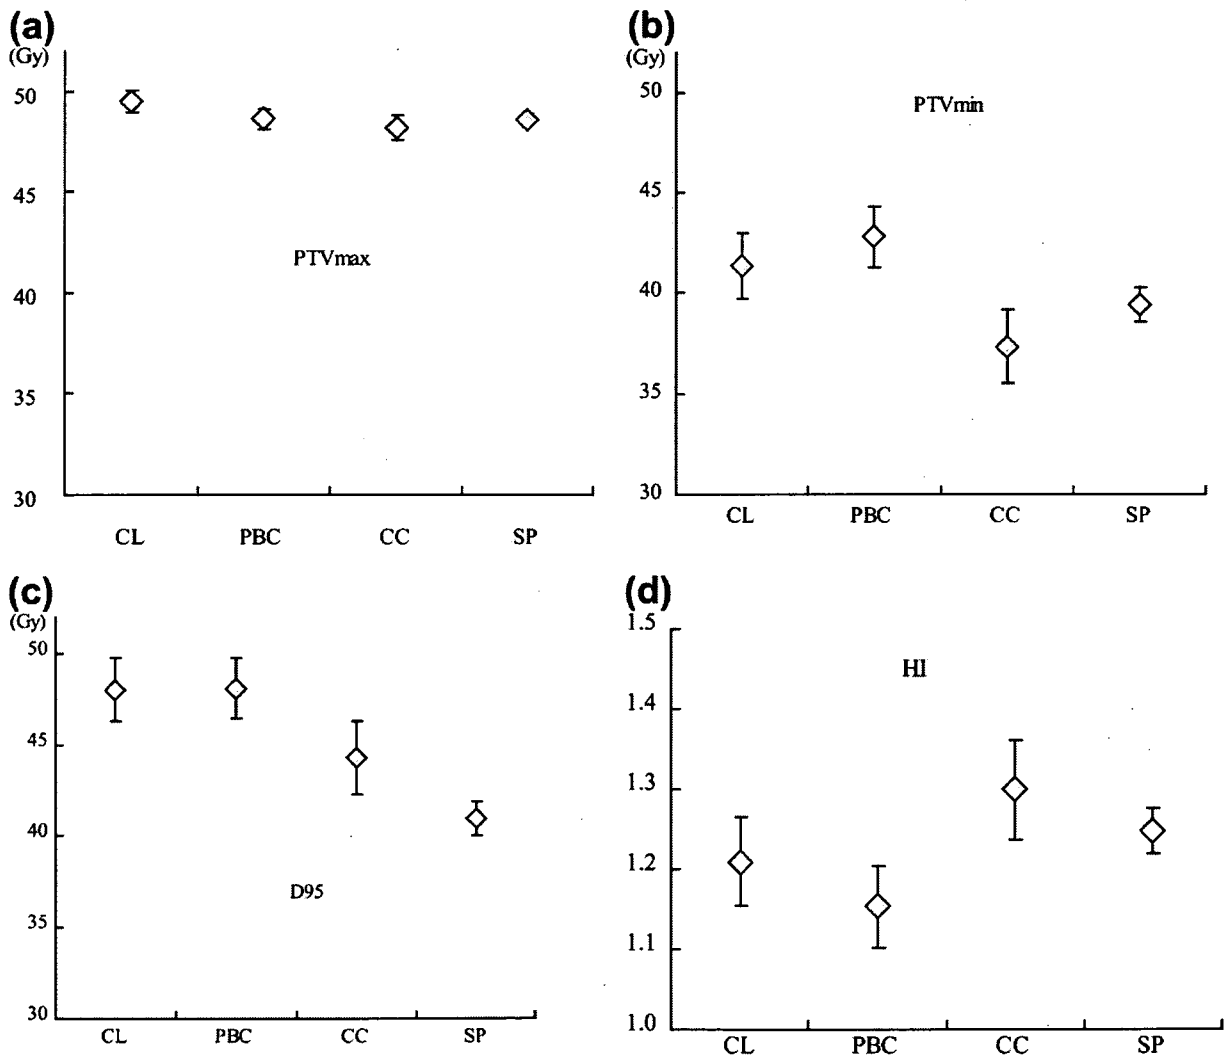 (a)
(Gy)
50
45
PTVmax
40
35
30
CL PBC CC SP
(b)
(Gy)
50
PTVmin
45
40
35
30
CL PBC CC SP
(c)
(Gy)
50
45
40
D95
35
30
CL PBC CC SP
(d)
1.5
H.I
1.4
1.3
1.2
1.1
1.0
CL PBC CC SP